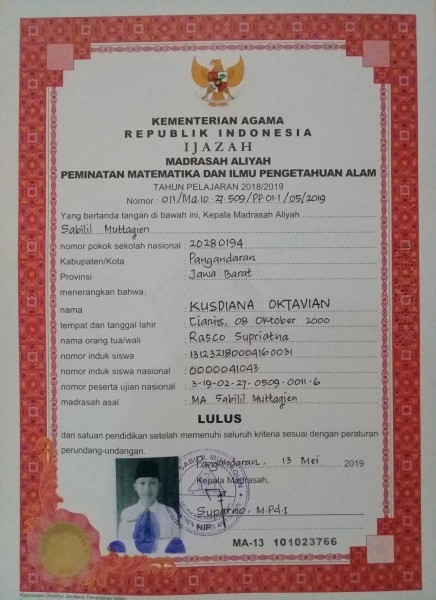 KEMENTERIAN AGAMA
REPUBLIK INDONESIA
IJAZAH
MADRASAH ALIYAH
PEMINATAN MATEMATIKA DAN ILMU PENGETAHUAN ALAM
TAHUN PELAJARAN 2018/2019
Nomor : 011/Ma.10.27.509/PP.01.1/05/2019
Yang bertanda tangan di bawah ini, Kepala Madrasah Aliyah
Sabilil Muttaqien
nomor pokok sekolah nasional : 20280194
Kabupaten/Kota : Pangandaran
Provinsi : Jawa Barat
menerangkan bahwa:
nama : KUSDIANA OKTAVIAN
tempat dan tanggal lahir : Ciamis, 08 Oktober 2000
nama orang tua/wali : Rasco Supriatna
nomor induk siswa : 131232180004160031
nomor induk siswa nasional : 0000041043
nomor peserta ujian nasional : 3-19-02-27-0509-0011-6
madrasah asal : MA. Sabilil Muttaqien
LULUS
dari satuan pendidikan setelah memenuhi seluruh kriteria sesuai dengan peraturan
perundang-undangan.
Pangandaran, 13 Mei 2019
Kepala Madrasah,
Suparno, M.Pd.I
NIP.
MA-13 101023766